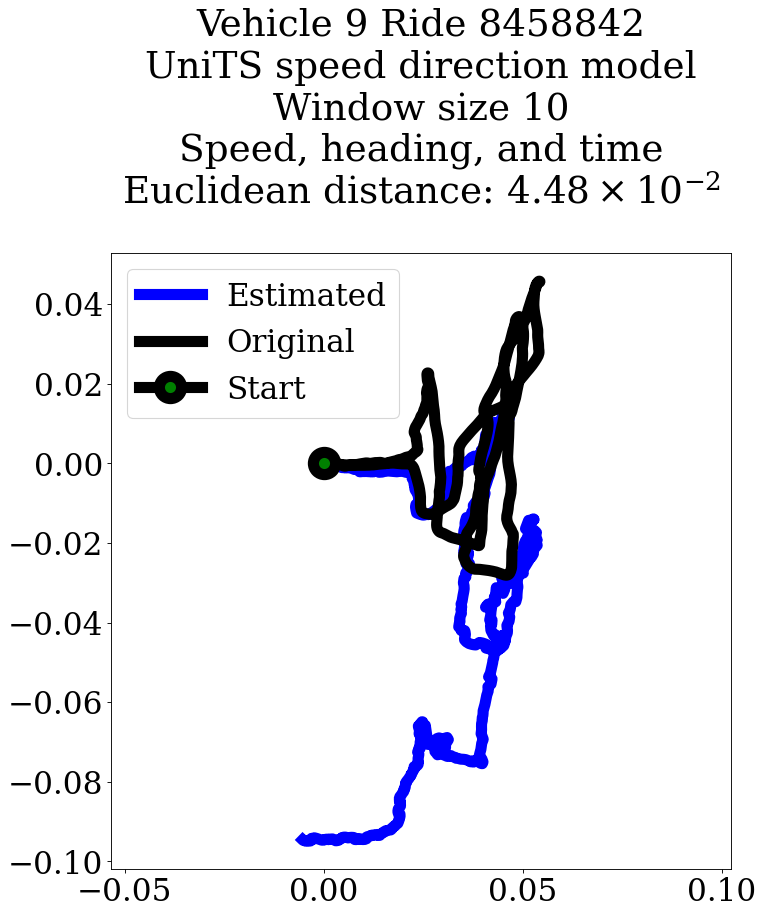 Vehicle 9 Ride 8458842
UniTS speed direction model
Window size 10
Speed, heading, and time
Euclidean distance: 4.48 × 10⁻²
Estimated
Original
Start
0.04
0.02
0.00
−0.02
−0.04
−0.06
−0.08
−0.10
−0.05 0.00 0.05 0.10